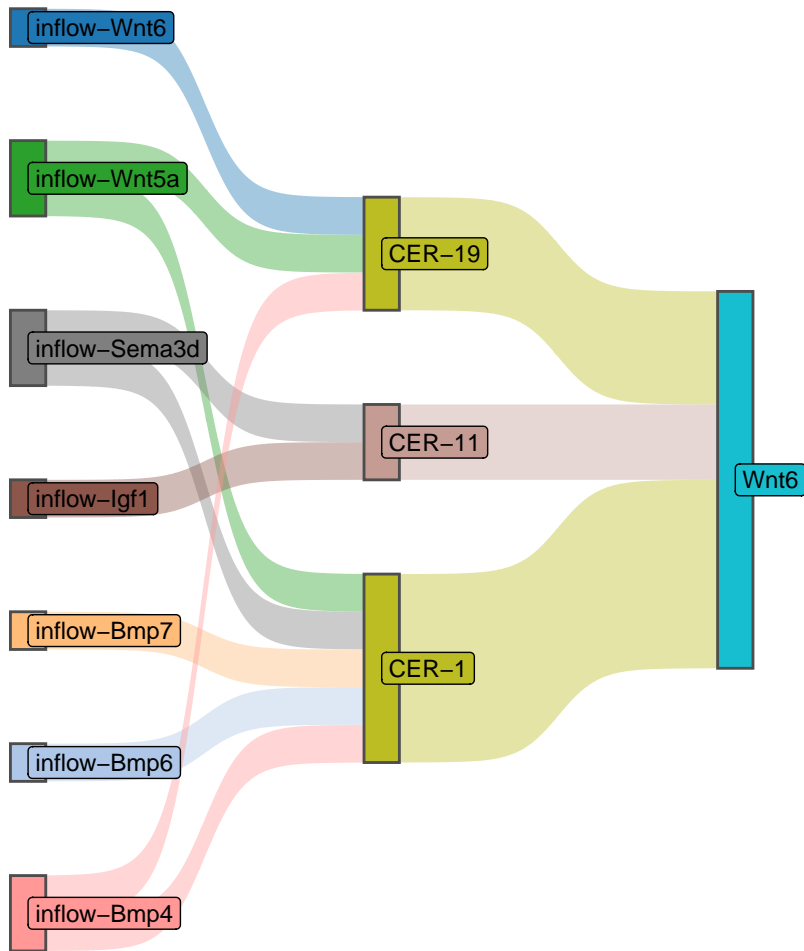 inflow−Wnt6
inflow−Wnt5a
inflow−Sema3d
inflow−Igf1
inflow−Bmp7
inflow−Bmp6
inflow−Bmp4
CER−19
CER−11
CER−1
Wnt6